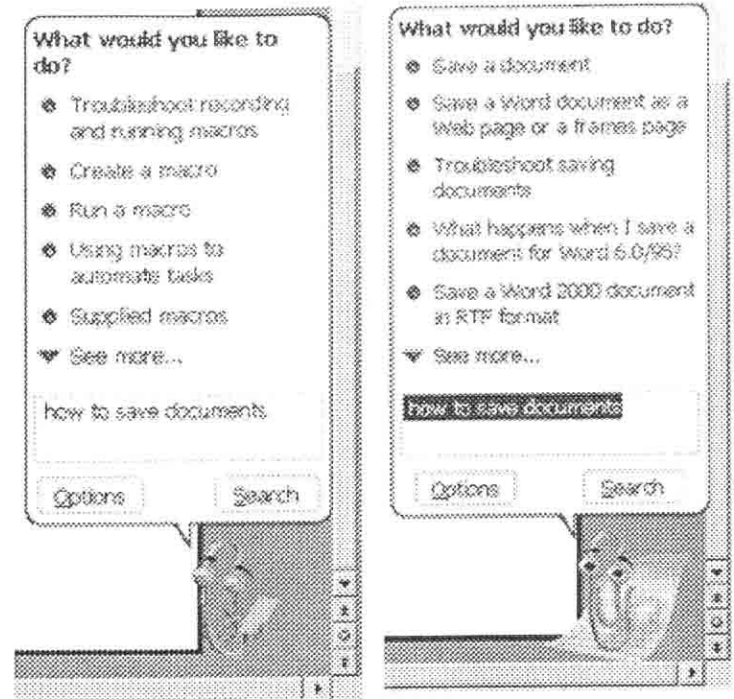 What would you like to
do?
Troubleshoot recording
and running macros
Create a macro
Run a macro
Using macros to
automate tasks
Supplied macros
See more...
how to save documents
Options
Search
What would you like to do?
Save a document
Save a Word document as a
Web page or a frames page
Troubleshoot saving
documents
What happens when I save a
document for Word 6.0/95?
Save a Word 2000 document
in RTF format
See more...
how to save documents
Options
Search